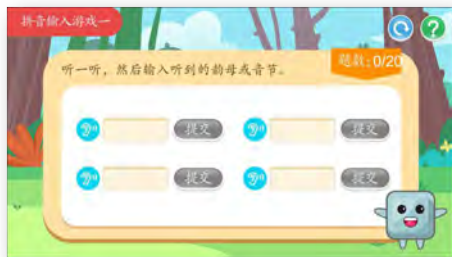 拼音输入游戏一
?
题数:0/20
听一听，然后输入听到的韵母或音节。
提交 提交
提交 提交